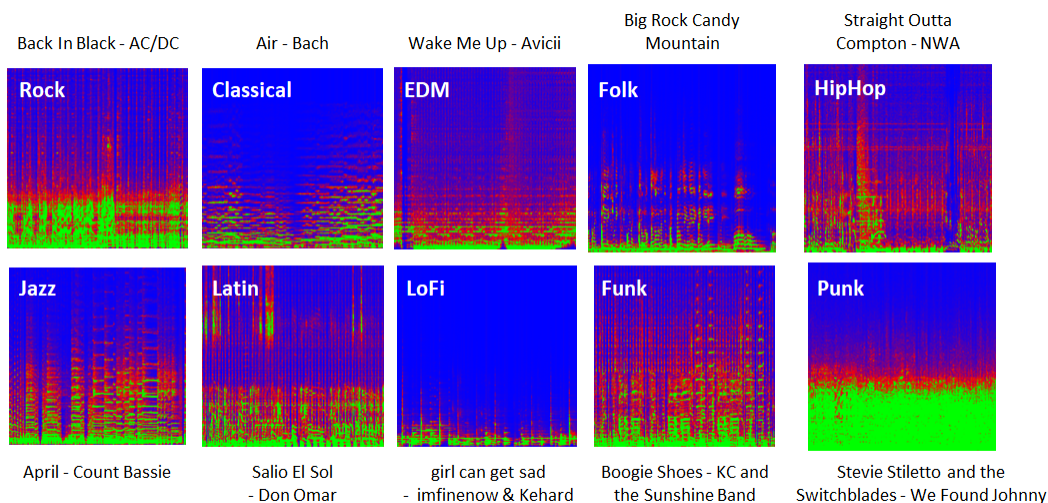 Back In Black - AC/DC
Air - Bach
Wake Me Up - Avicii
Big Rock Candy
Mountain
Straight Outta
Compton - NWA
Rock
Classical
EDM
Folk
HipHop
Jazz
Latin
LoFi
Funk
Punk
April - Count Bassie
Salio El Sol
- Don Omar
girl can get sad
- imfinenow & Kehard
Boogie Shoes - KC and
the Sunshine Band
Stevie Stiletto and the
Switchblades - We Found Johnny